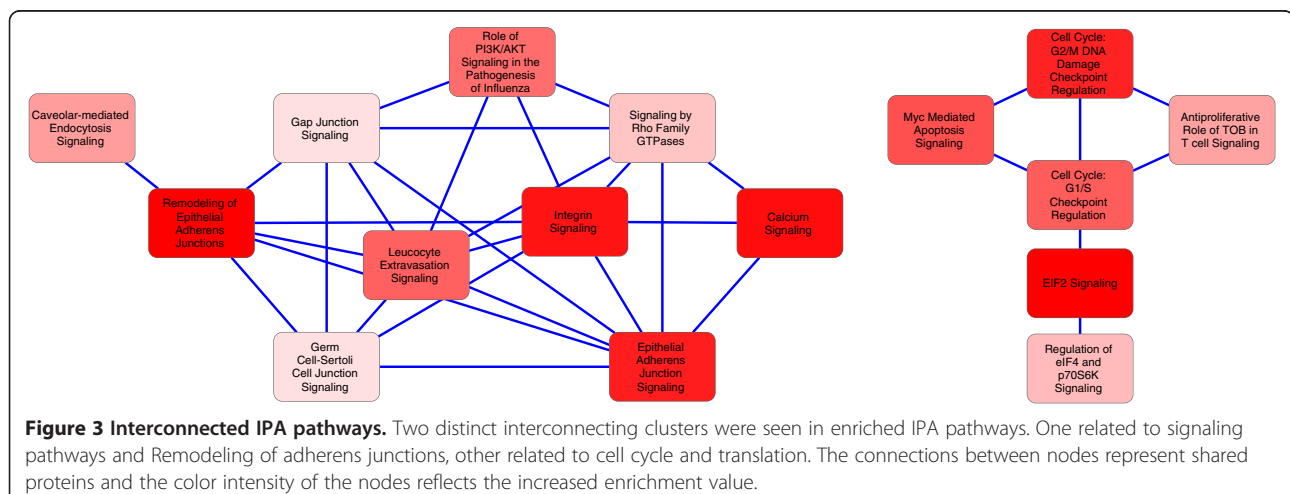 Role of
PI3K/AKT
Signaling in the
Pathogenesis
of Influenza
Caveolar-mediated
Endocytosis
Signaling
Gap Junction
Signaling
Signaling by
Rho Family
GTPases
Remodeling of
Epithelial
Adherens
Junctions
Integrin
Signaling
Calcium
Signaling
Leucocyte
Extravasation
Signaling
Germ
Cell-Sertoli
Cell Junction
Signaling
Epithelial
Adherens
Junction
Signaling
Cell Cycle:
G2/M DNA
Damage
Checkpoint
Regulation
Myc Mediated
Apoptosis
Signaling
Antiproliferative
Role of TOB in
T cell Signaling
Cell Cycle:
G1/S
Checkpoint
Regulation
EIF2 Signaling
Regulation of
eIF4 and
p70S6K
Signaling
Figure 3 Interconnected IPA pathways. Two distinct interconnecting clusters were seen in enriched IPA pathways. One related to signaling
pathways and Remodeling of adherens junctions, other related to cell cycle and translation. The connections between nodes represent shared
proteins and the color intensity of the nodes reflects the increased enrichment value.